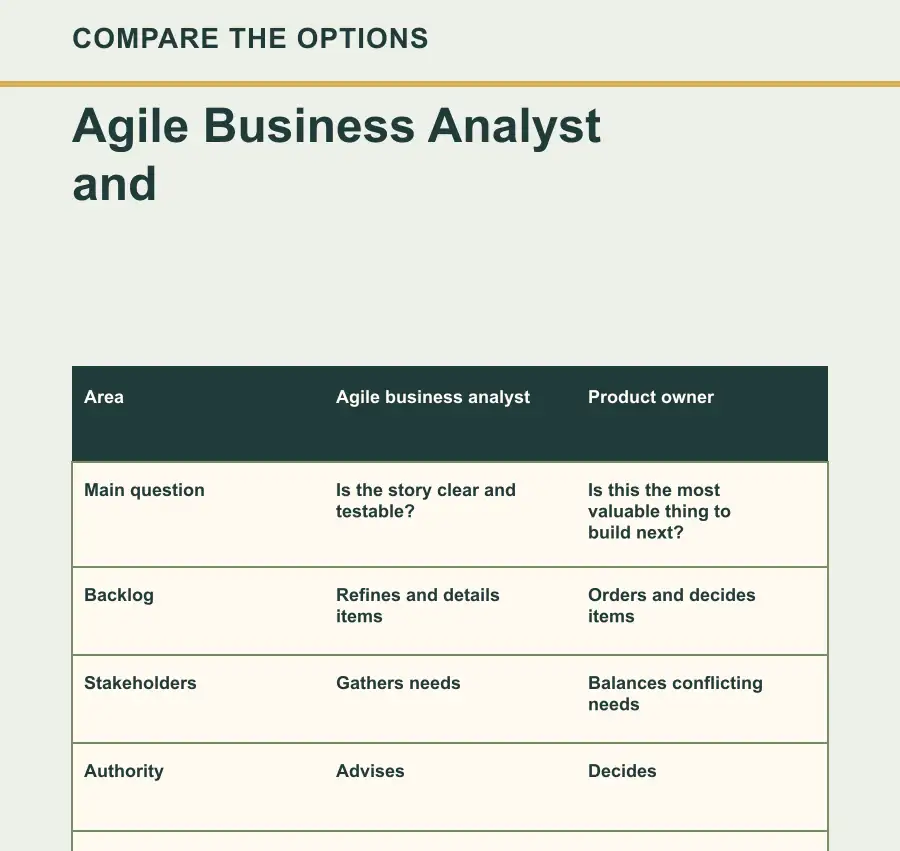 COMPARE THE OPTIONS
Agile Business Analyst
and
Area
Agile business analyst
Product owner
Main question
Is the story clear and
testable?
Is this the most
valuable thing to
build next?
Backlog
Refines and details
items
Orders and decides
items
Stakeholders
Gathers needs
Balances conflicting
needs
Authority
Advises
Decides